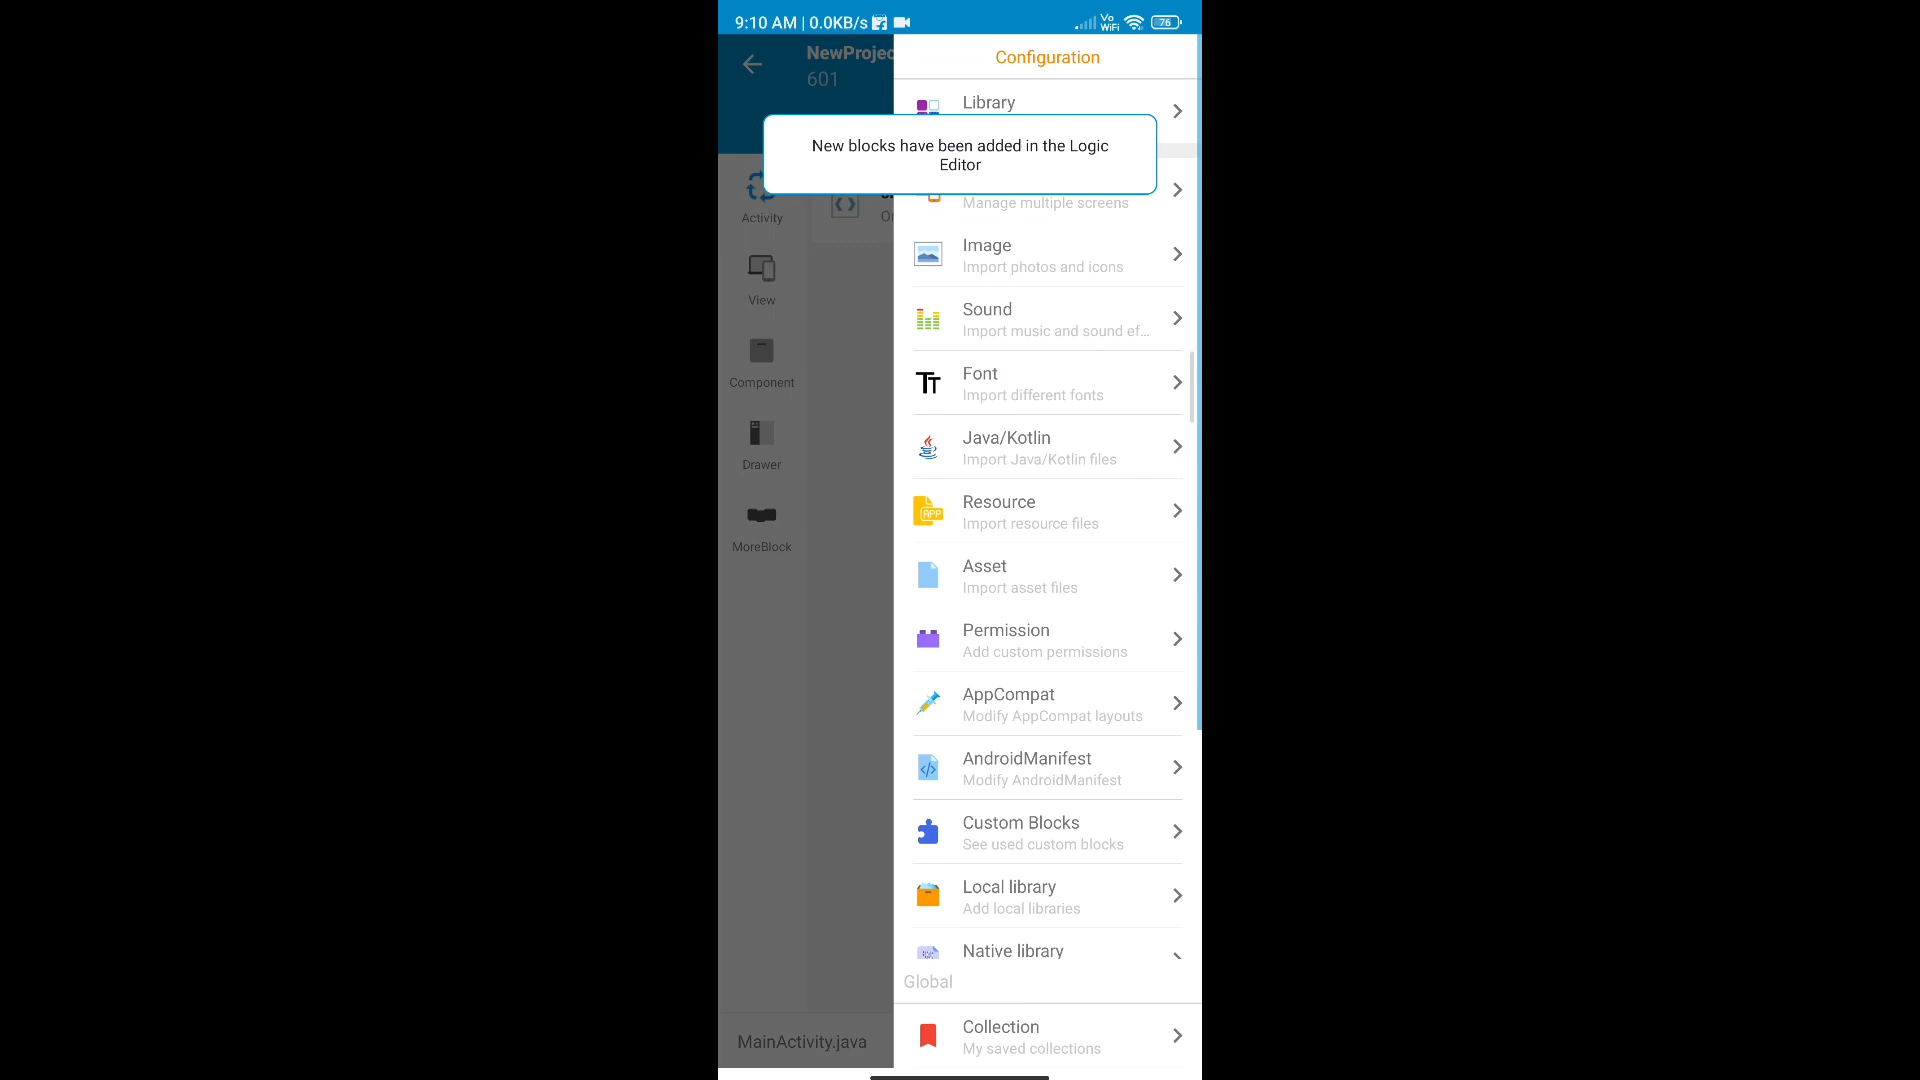 9:10 AM | 0.0KB/s
Vo
WiFi
76
NewProjec
601
Configuration
Library
New blocks have been added in the Logic
Editor
Manage multiple screens
Activity
Image
Import photos and icons
View
Sound
Import music and sound ef...
Component
Font
Import different fonts
Drawer
Java/Kotlin
Import Java/Kotlin files
MoreBlock
Resource
APP
Import resource files
Asset
Import asset files
Permission
Add custom permissions
AppCompat
Modify AppCompat layouts
AndroidManifest
Modify AndroidManifest
Custom Blocks
See used custom blocks
Local library
Add local libraries
Native library
Global
MainActivity.java
Collection
My saved collections